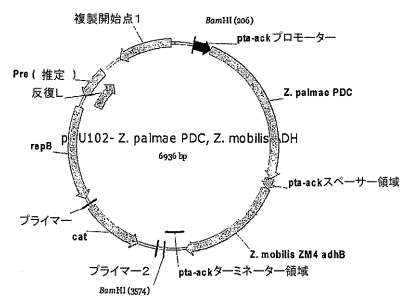 複製開始点1
BamHI (206)
pta-ackプロモーター
Pre( 推定 )
反復L
Z. palmae PDC
p U102- Z. palmae PDC, Z. mobilis ADH
6936 bp
repB
pta-ackスペーサー領域
プライマー
cat
Z. mobilis ZM4 adhB
プライマー2
pta-ackターミネーター領域
BamHI (3574)